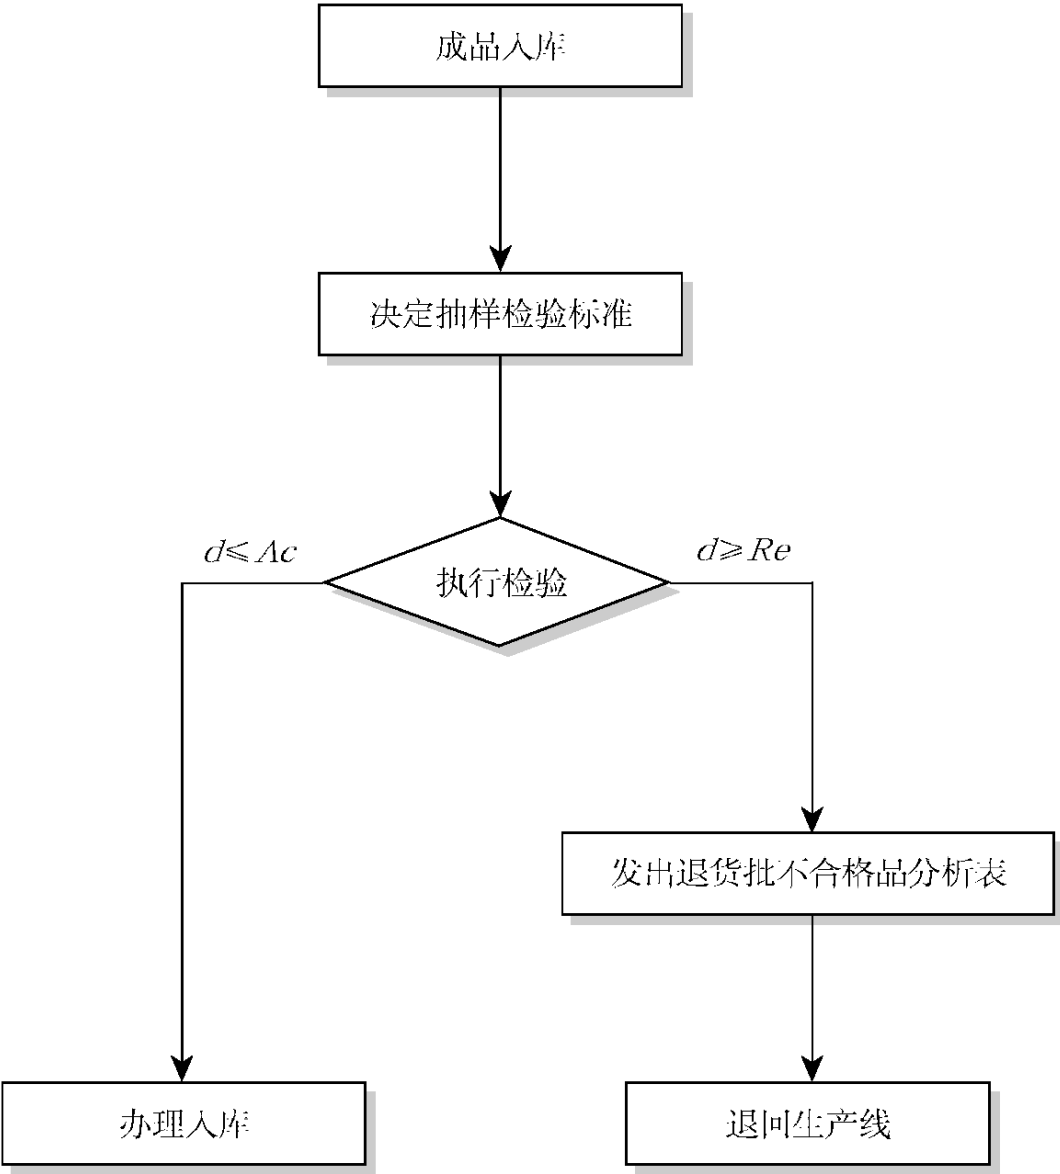 成品入库
决定抽样检验标准
d≤Ac
d≥Re
执行检验
发出退货批不合格品分析表
办理入库
退回生产线